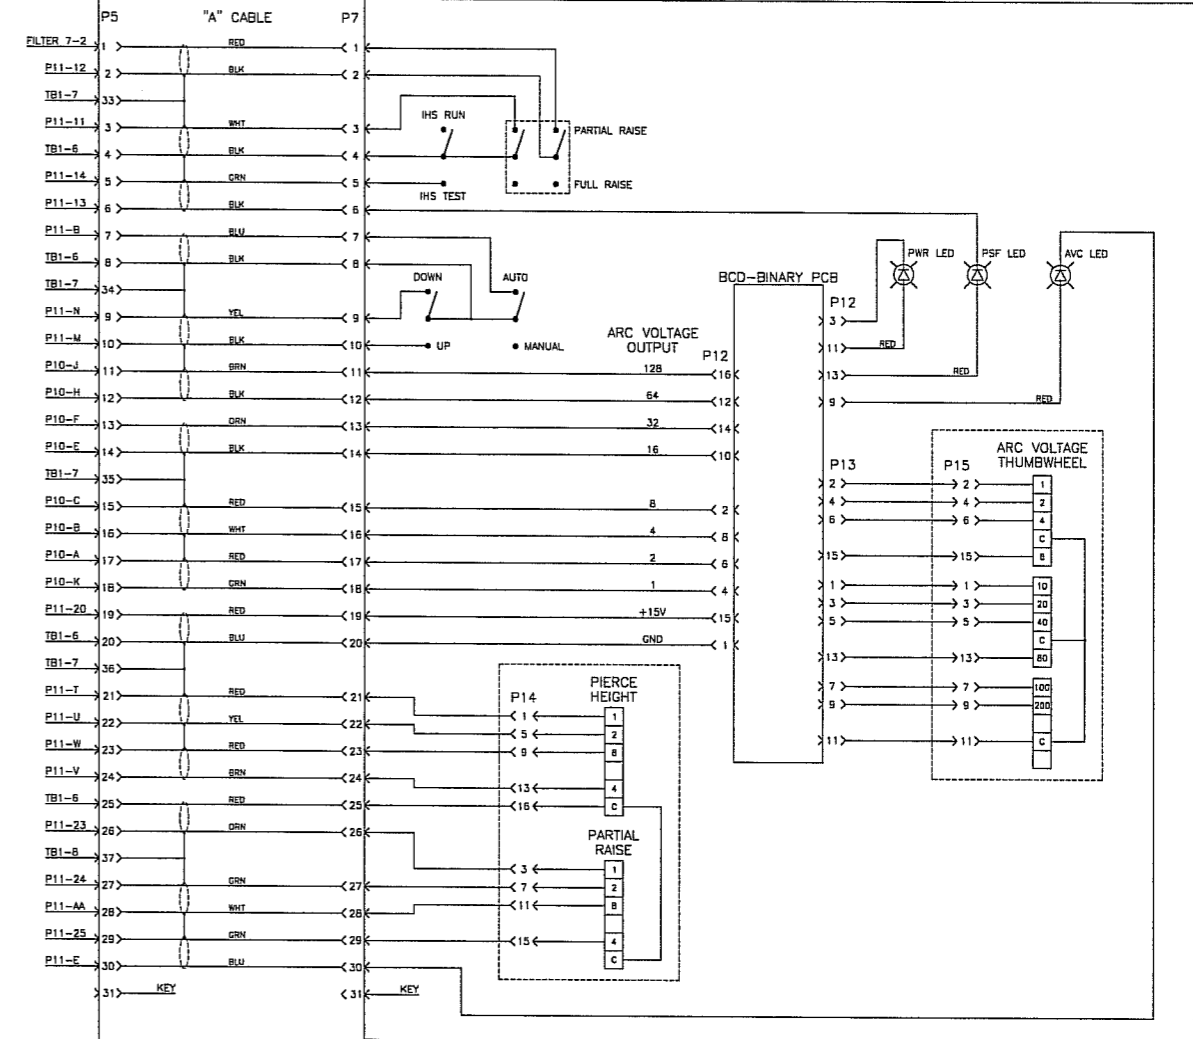 P5 "A" CABLE P7
FILTER 7-2 1 RED 1
P11-12 2 BLK 2
TB1-7 33
P11-11 3 WHT 3
TB1-6 4 BLK 4
P11-14 5 GRN 5
P11-13 6 BLK 6
P11-B 7 BLU 7
TB1-6 8 BLK 8
TB1-7 34
P11-N 9 YEL 9
P11-M 10 BLK 10
P10-J 11 BRN 11
P10-H 12 BLK 12
P10-F 13 ORN 13
P10-E 14 BLK 14
TB1-7 35
P10-C 15 RED 15
P10-B 16 WHT 16
P10-A 17 RED 17
P10-K 18 GRN 18
P11-20 19 RED 19
TB1-6 20 BLU 20
TB1-7 36
P11-T 21 RED 21
P11-U 22 YEL 22
P11-W 23 RED 23
P11-V 24 BRN 24
TB1-6 25 RED 25
P11-23 26 ORN 26
TB1-8 37
P11-24 27 GRN 27
P11-AA 28 WHT 28
P11-25 29 GRN 29
P11-E 30 BLU 30
31 KEY 31 KEY
IHS RUN
IHS TEST
PARTIAL RAISE
FULL RAISE
DOWN AUTO
UP MANUAL
ARC VOLTAGE
OUTPUT
P12
128 16
64 12
32 14
16 10
8 2
4 8
2 6
1 4
+15V 15
GND 1
BCD-BINARY PCB
PWR LED PSF LED AVC LED
P12
3
11 RED
13 RED
9 RED
P13 P15
ARC VOLTAGE
THUMBWHEEL
2 2 1
4 4 2
6 6 4
C
15 15 8
1 1 10
3 3 20
5 5 40
C
13 13 80
7 7 100
9 9 200
11 11 C
PIERCE
HEIGHT
P14
1 1
5 2
9 8
13 4
16 C
PARTIAL
RAISE
3 1
7 2
11 8
15 4
C